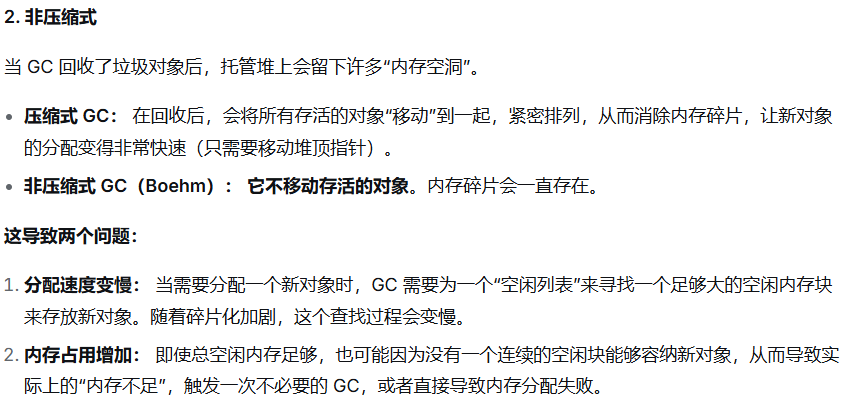 2. 非压缩式
当 GC 回收了垃圾对象后，托管堆上会留下许多“内存空洞”。
• 压缩式 GC： 在回收后，会将所有存活的对象“移动”到一起，紧密排列，从而消除内存碎片，让新对象
的分配变得非常快速（只需要移动堆顶指针）。
• 非压缩式 GC（Boehm）： 它不移动存活的对象。内存碎片会一直存在。
这导致两个问题：
1. 分配速度变慢： 当需要分配一个新对象时，GC 需要为一个“空闲列表”来寻找一个足够大的空闲内存块
来存放新对象。随着碎片化加剧，这个查找过程会变慢。
2. 内存占用增加： 即使总空闲内存足够，也可能因为没有一个连续的空闲块能够容纳新对象，从而导致实
际上的“内存不足”，触发一次不必要的 GC，或者直接导致内存分配失败。